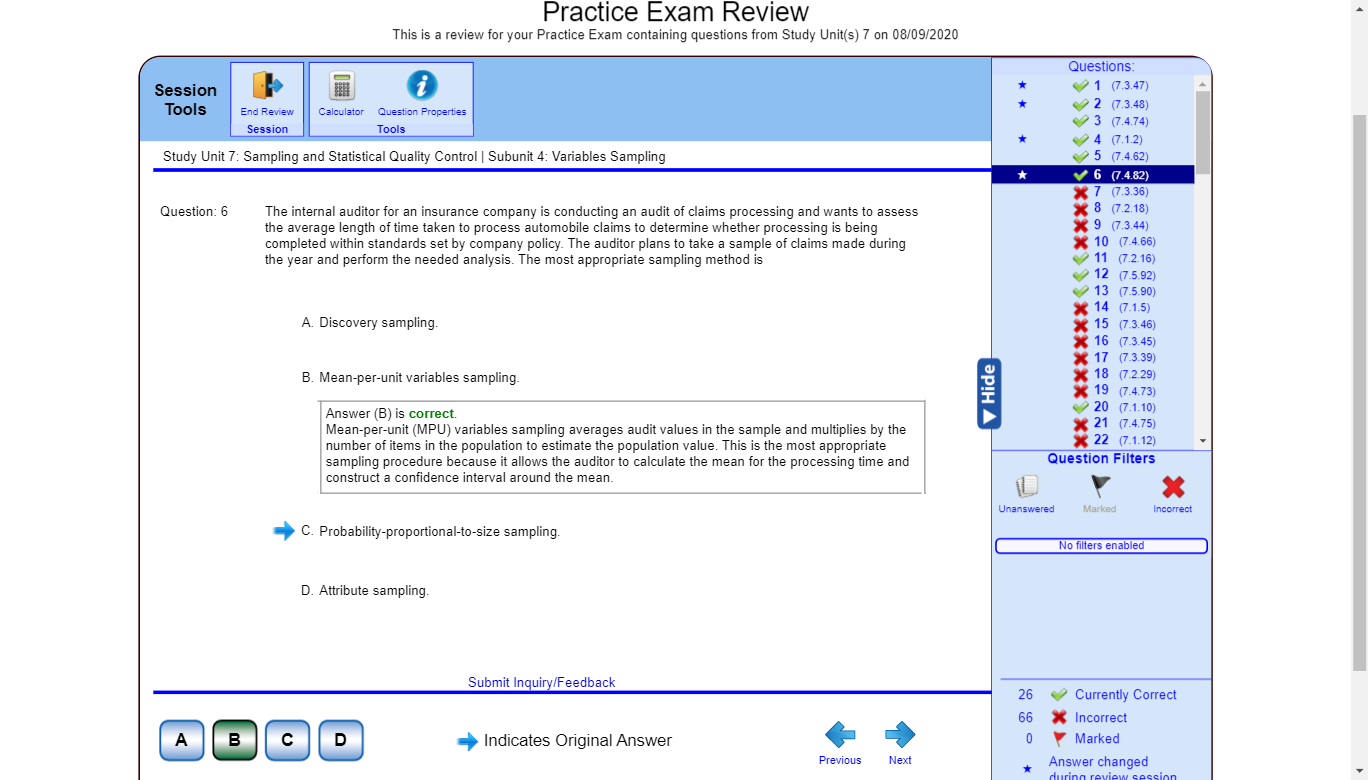 Practice Exam Review
This is a review for your Practice Exam containing questions from Study Unit(s) 7 on 08/09/2020
Session
Tools
End Review
Session
Calculator
Question Properties
Tools
Study Unit 7: Sampling and Statistical Quality Control | Subunit 4: Variables Sampling
Question: 6
The internal auditor for an insurance company is conducting an audit of claims processing and wants to assess
the average length of time taken to process automobile claims to determine whether processing is being
completed within standards set by company policy. The auditor plans to take a sample of claims made during
the year and perform the needed analysis. The most appropriate sampling method is
A. Discovery sampling.
B. Mean-per-unit variables sampling.
Answer (B) is correct.
Mean-per-unit (MPU) variables sampling averages audit values in the sample and multiplies by the
number of items in the population to estimate the population value. This is the most appropriate
sampling procedure because it allows the auditor to calculate the mean for the processing time and
construct a confidence interval around the mean.
C. Probability-proportional-to-size sampling.
D. Attribute sampling.
Submit Inquiry/Feedback
A B C D
Indicates Original Answer
Previous
Next
Questions:
1 (7.3.47)
2 (7.3.48)
3 (7.4.74)
4 (7.1.2)
5 (7.4.62)
6 (7.4.82)
7 (7.3.36)
8 (7.2.18)
9 (7.3.44)
10 (7.4.66)
11 (7.2.16)
12 (7.5.92)
13 (7.5.90)
14 (7.1.5)
15 (7.3.46)
16 (7.3.45)
17 (7.3.39)
18 (7.2.29)
19 (7.4.73)
20 (7.1.10)
21 (7.4.75)
22 (7.1.12)
Hide
Question Filters
Unanswered
Marked
Incorrect
No filters enabled
26 Currently Correct
66 Incorrect
0 Marked
Answer changed
during review session